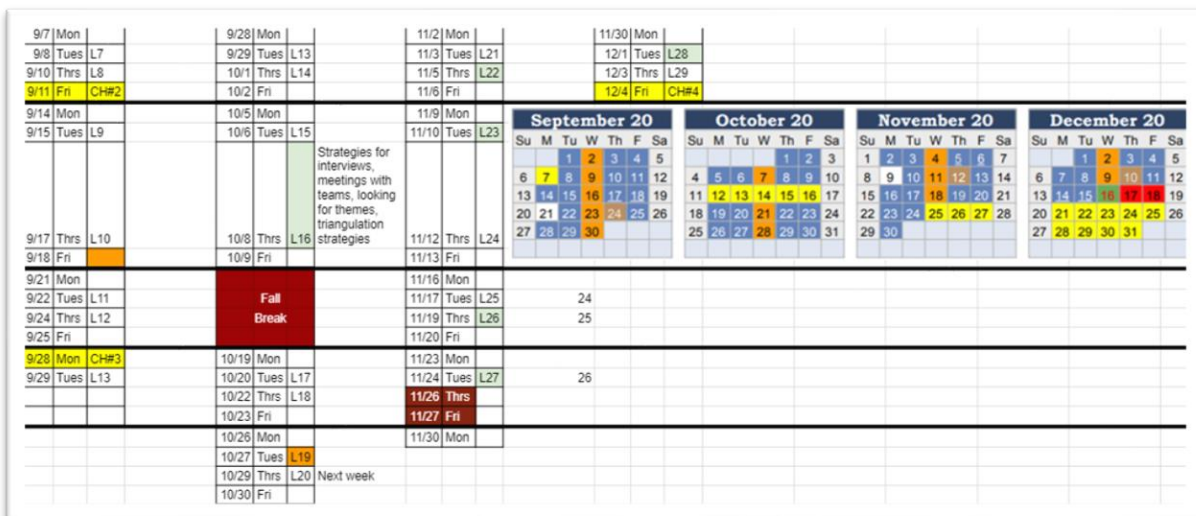 9/7 Mon 9/28 Mon 11/2 Mon 11/30 Mon
9/8 Tues L7 9/29 Tues L13 11/3 Tues L21 12/1 Tues L28
9/10 Thrs L8 10/1 Thrs L14 11/5 Thrs L22 12/3 Thrs L29
9/11 Fri CH#2 10/2 Fri 11/6 Fri 12/4 Fri CH#4
9/14 Mon 10/5 Mon 11/9 Mon
9/15 Tues L9 10/6 Tues L15 11/10 Tues L23
Strategies for
interviews,
meetings with
teams, looking
for themes,
triangulation
9/17 Thrs L10 10/8 Thrs L16 strategies 11/12 Thrs L24
9/18 Fri 10/9 Fri 11/13 Fri
September 20
Su M Tu W Th F Sa
1 2 3 4 5
6 7 8 9 10 11 12
13 14 15 16 17 18 19
20 21 22 23 24 25 26
27 28 29 30
October 20
Su M Tu W Th F Sa
1 2 3
4 5 6 7 8 9 10
11 12 13 14 15 16 17
18 19 20 21 22 23 24
25 26 27 28 29 30 31
November 20
Su M Tu W Th F Sa
1 2 3 4 5 6 7
8 9 10 11 12 13 14
15 16 17 18 19 20 21
22 23 24 25 26 27 28
29 30
December 20
Su M Tu W Th F Sa
1 2 3 4 5
6 7 8 9 10 11 12
13 14 15 16 17 18 19
20 21 22 23 24 25 26
27 28 29 30 31
9/21 Mon 11/16 Mon
9/22 Tues L11 Fall 11/17 Tues L25 24
9/24 Thrs L12 Break 11/19 Thrs L26 25
9/25 Fri 11/20 Fri
9/28 Mon CH#3 10/19 Mon 11/23 Mon
9/29 Tues L13 10/20 Tues L17 11/24 Tues L27 26
10/22 Thrs L18 11/26 Thrs
10/23 Fri 11/27 Fri
10/26 Mon 11/30 Mon
10/27 Tues L19
10/29 Thrs L20 Next week
10/30 Fri